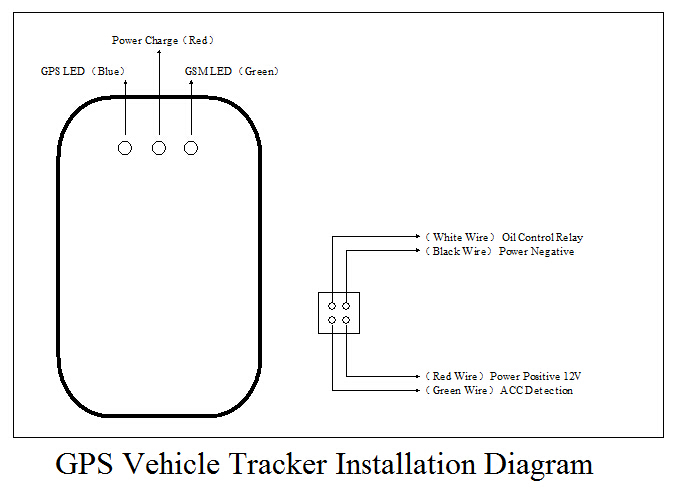 Power Charge（Red）
GPS LED（Blue）
GSM LED（Green）
（White Wire）Oil Control Relay
（Black Wire）Power Negative
（Red Wire）Power Positive 12V
（Green Wire）ACC Detection
GPS Vehicle Tracker Installation Diagram